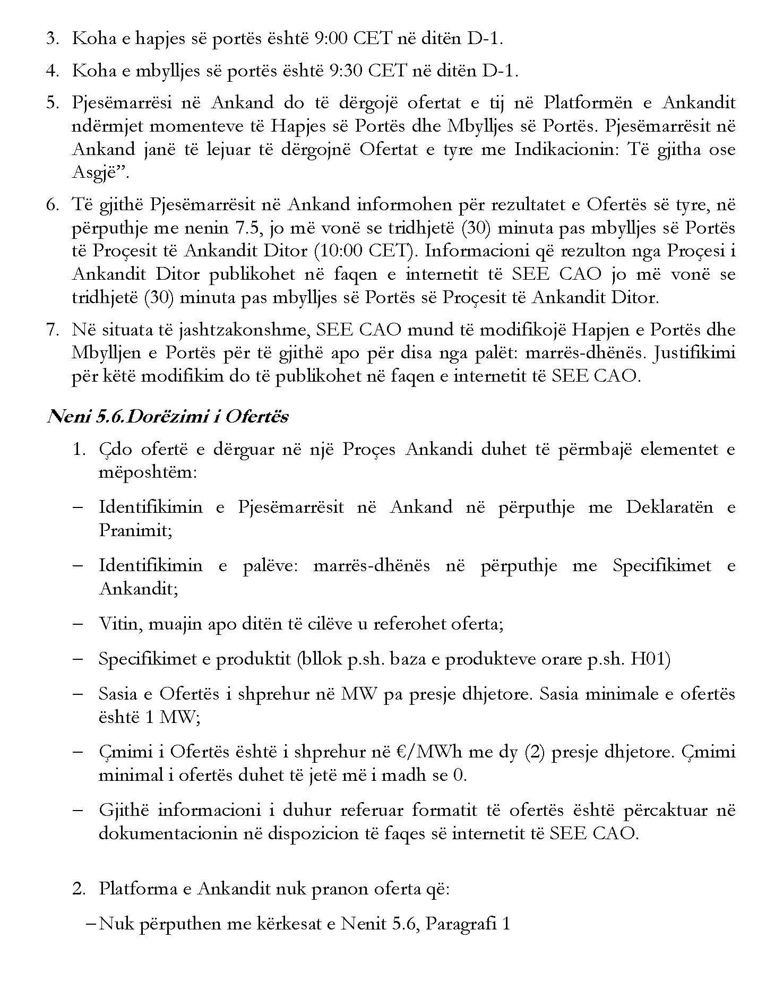 3. Koha e hapjes së portës është 9:00 CET në ditën D-1.
4. Koha e mbylljes së portës është 9:30 CET në ditën D-1.
5. Pjesëmarrësi në Ankand do të dërgojë ofertat e tij në Platformën e Ankandit
ndërmjet momenteve të Hapjes së Portës dhe Mbylljes së Portës. Pjesëmarrësit në
Ankand janë të lejuar të dërgojnë Ofertat e tyre me Indikacionin: Të gjitha ose
Asgjë”.
6. Të gjithë Pjesëmarrësit në Ankand informohen për rezultatet e Ofertës së tyre, në
përputhje me nenin 7.5, jo më vonë se tridhjetë (30) minuta pas mbylljes së Portës
të Proçesit të Ankandit Ditor (10:00 CET). Informacioni që rezulton nga Proçesi i
Ankandit Ditor publikohet në faqen e internetit të SEE CAO jo më vonë se
tridhjetë (30) minuta pas mbylljes së Portës së Proçesit të Ankandit Ditor.
7. Në situata të jashtzakonshme, SEE CAO mund të modifikojë Hapjen e Portës dhe
Mbylljen e Portës për të gjithë apo për disa nga palët: marrës-dhënës. Justifikimi
për këtë modifikim do të publikohet në faqen e internetit të SEE CAO.
Neni 5.6.Dorëzimi i Ofertës
1. Çdo ofertë e dërguar në një Proçes Ankandi duhet të përmbajë elementet e
mëposhtëm:
– Identifikimin e Pjesëmarrësit në Ankand në përputhje me Deklaratën e
Pranimit;
– Identifikimin e palëve: marrës-dhënës në përputhje me Specifikimet e
Ankandit;
– Vitin, muajin apo ditën të cilëve u referohet oferta;
– Specifikimet e produktit (bllok p.sh. baza e produkteve orare p.sh. H01)
– Sasia e Ofertës i shprehur në MW pa presje dhjetore. Sasia minimale e ofertës
është 1 MW;
– Çmimi i Ofertës është i shprehur në €/MWh me dy (2) presje dhjetore. Çmimi
minimal i ofertës duhet të jetë më i madh se 0.
– Gjithë informacioni i duhur referuar formatit të ofertës është përcaktuar në
dokumentacionin në dispozicion të faqes së internetit të SEE CAO.
2. Platforma e Ankandit nuk pranon oferta që:
– Nuk përputhen me kërkesat e Nenit 5.6, Paragrafi 1